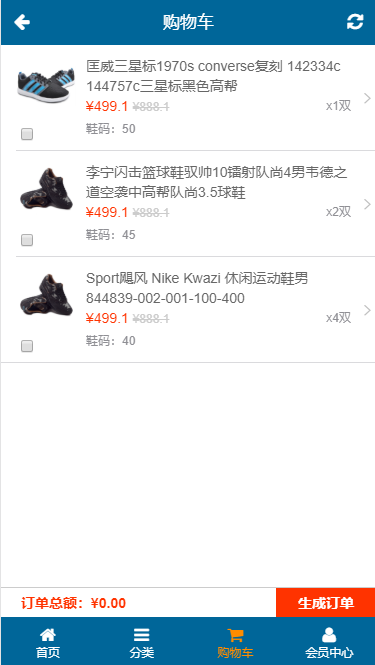 购物车
匡威三星标1970s converse复刻 142334c
144757c三星标黑色高帮
¥499.1 ¥888.1
x1双
鞋码：50
李宁闪击篮球鞋驭帅10镭射队尚4男韦德之
道空袭中高帮队尚3.5球鞋
¥499.1 ¥888.1
x2双
鞋码：45
Sport飓风 Nike Kwazi 休闲运动鞋男
844839-002-001-100-400
¥499.1 ¥888.1
x4双
鞋码：40
订单总额：¥0.00
生成订单
首页
分类
购物车
会员中心